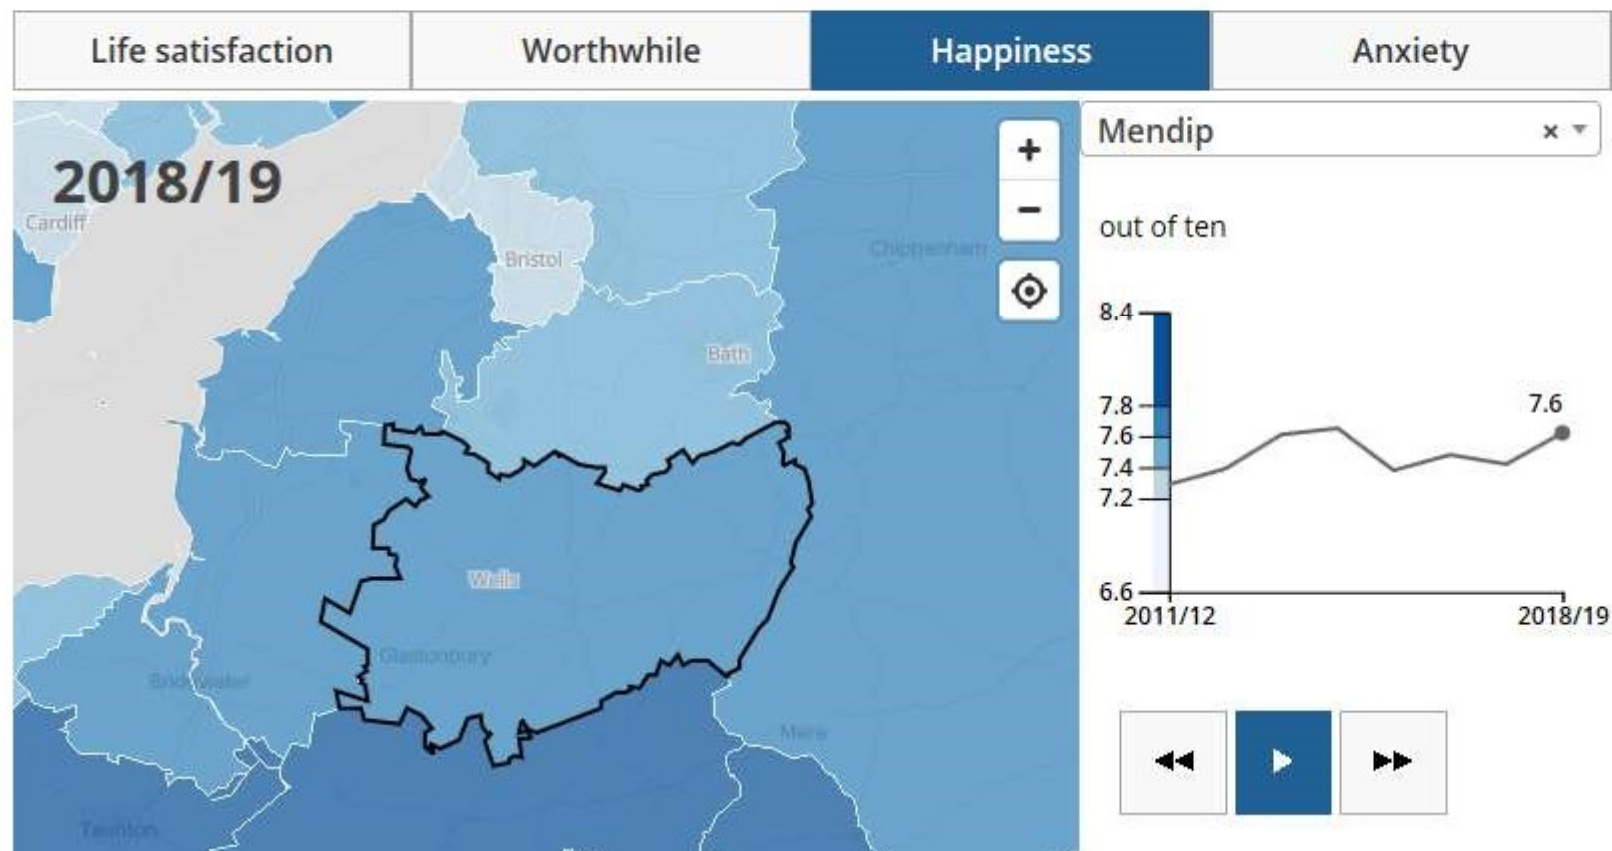 Life satisfaction
Worthwhile
Happiness
Anxiety
2018/19
Cardiff
Bristol
Chippenham
Bath
Wells
Glastonbury
Bridgwater
Mere
Taunton
Mendip
out of ten
8.4
7.8
7.6
7.4
7.2
6.6
7.6
2011/12
2018/19